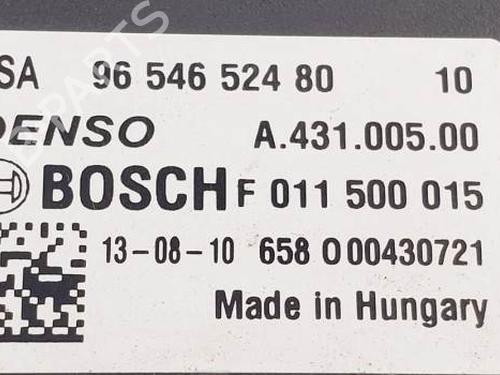 SA 96 546 524 80 10
DENSO A.431.005.00
BOSCH F 011 500 015
13-08-10 658 O 00430721
Made in Hungary